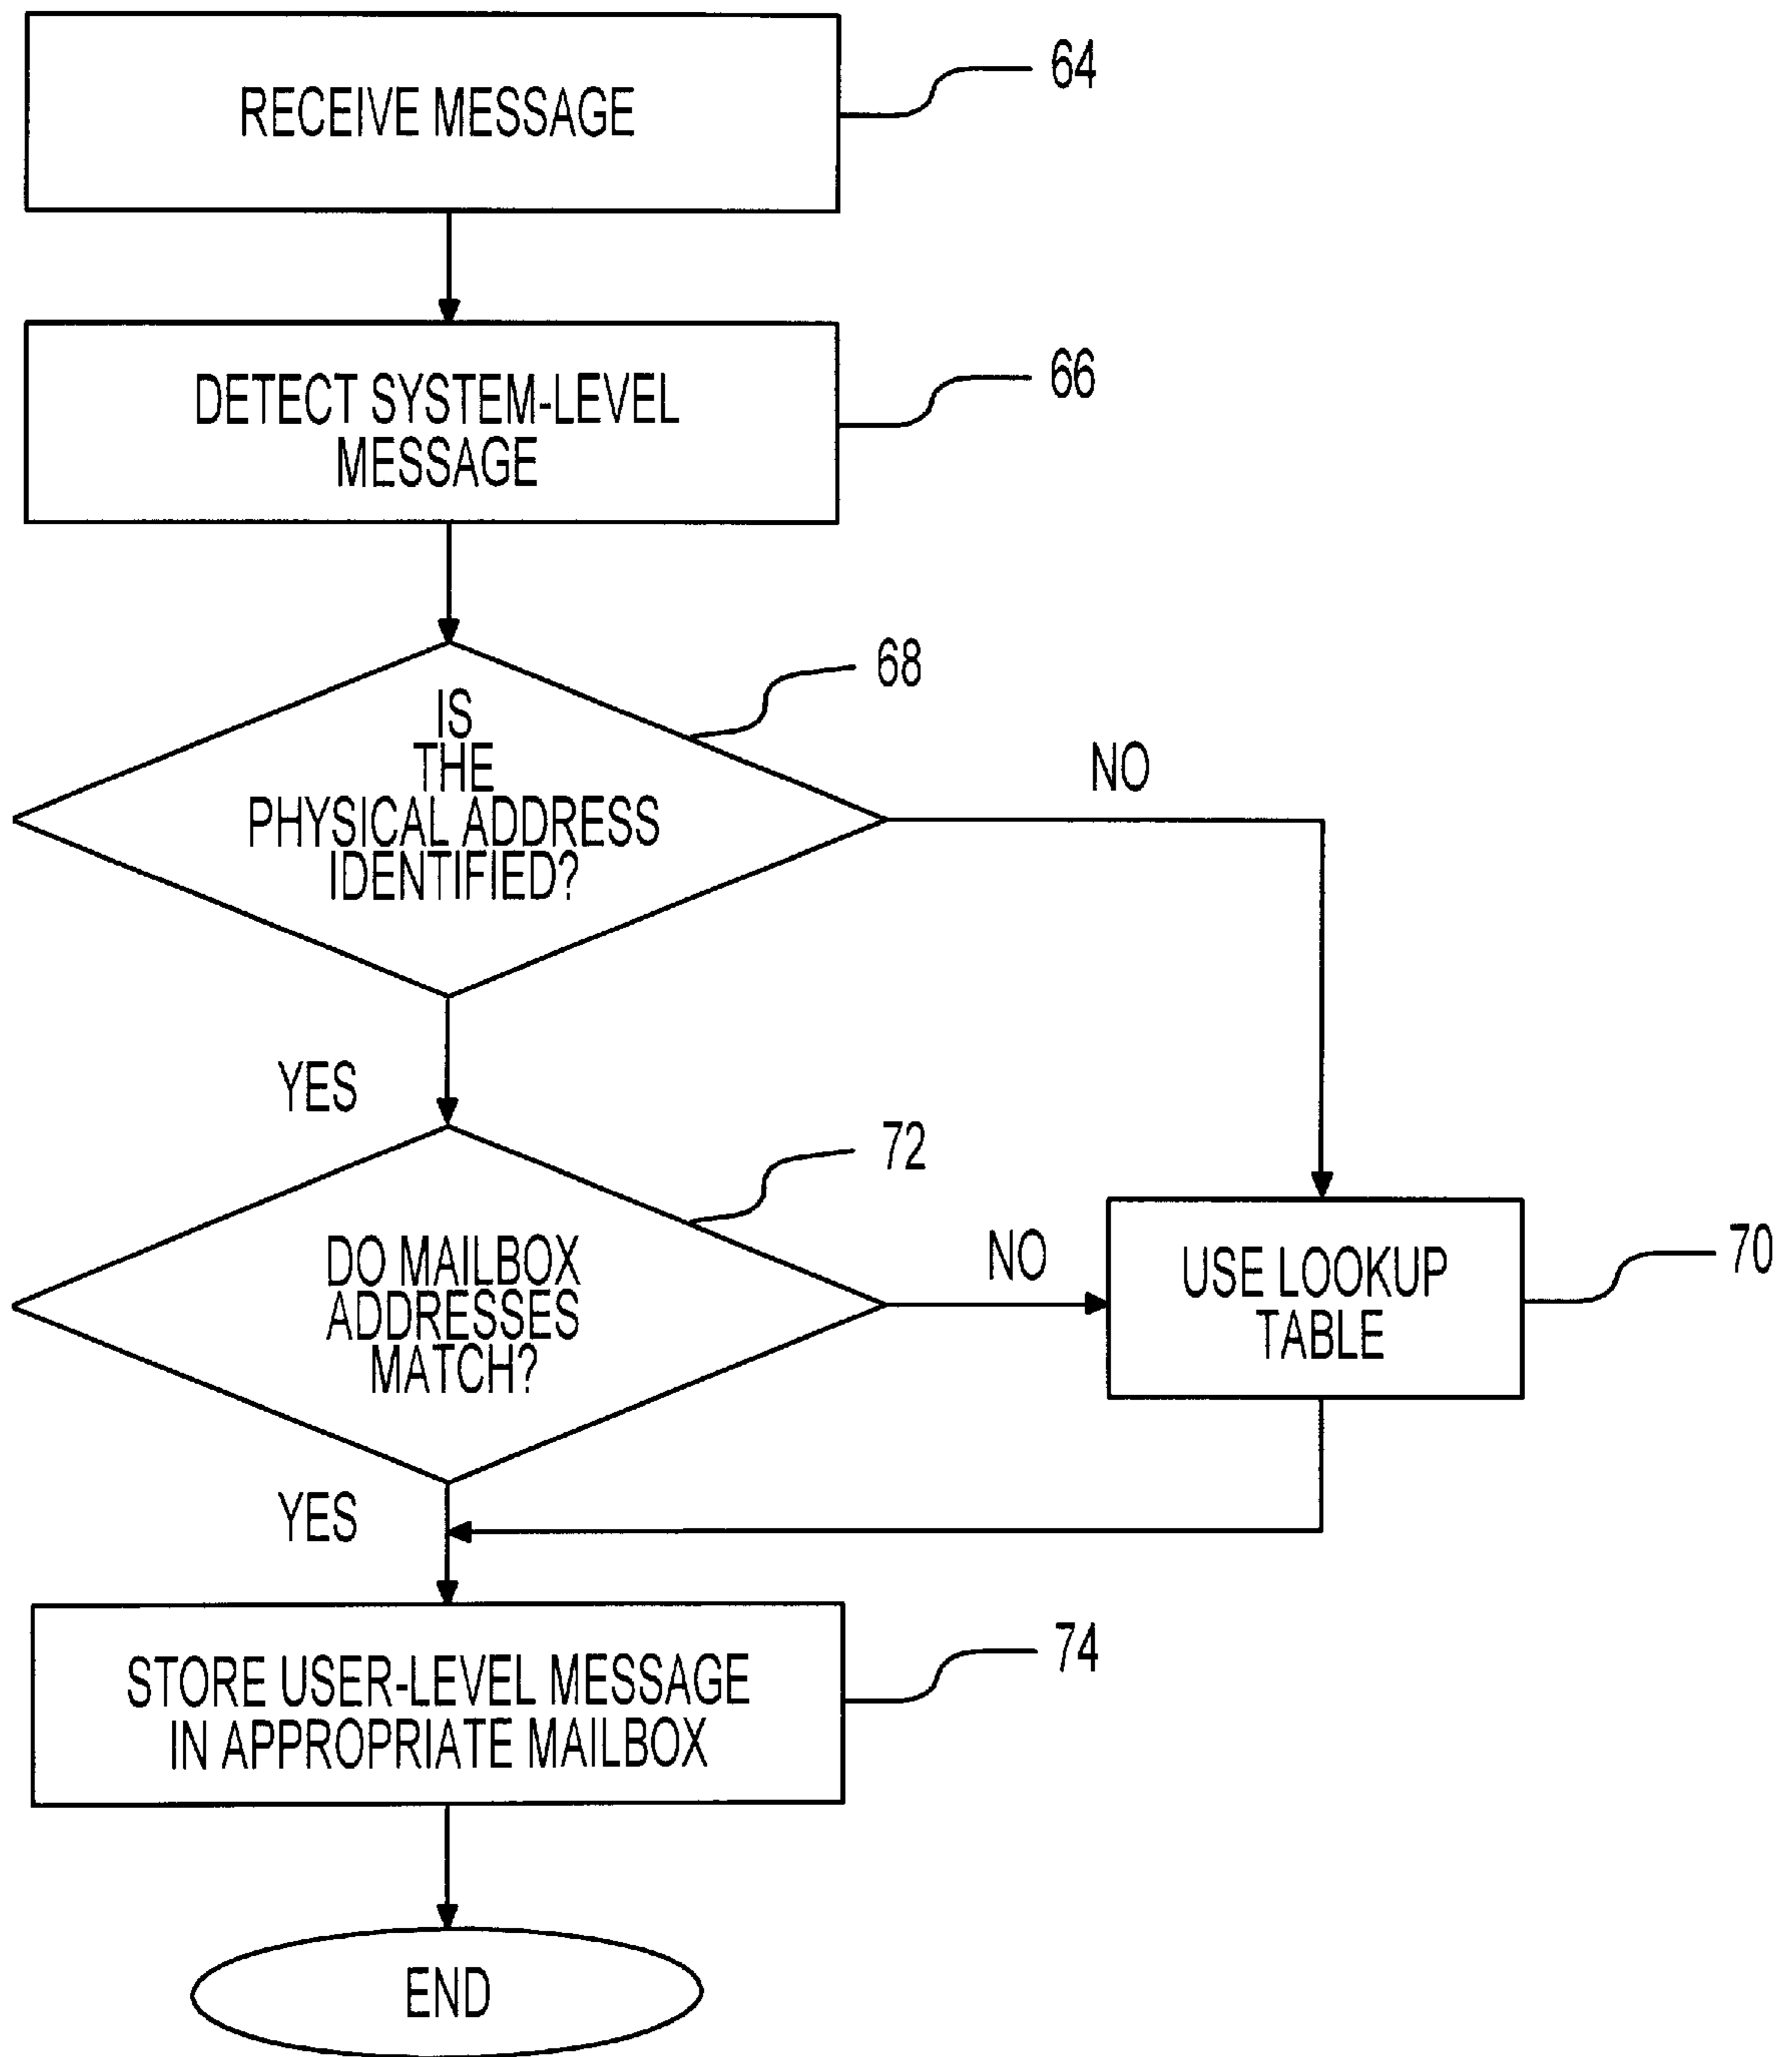 RECEIVE MESSAGE
64
DETECT SYSTEM-LEVEL
MESSAGE
66
IS
THE
PHYSICAL ADDRESS
IDENTIFIED?
68
NO
YES
DO MAILBOX
ADDRESSES
MATCH?
72
NO
USE LOOKUP
TABLE
70
YES
STORE USER-LEVEL MESSAGE
IN APPROPRIATE MAILBOX
74
END